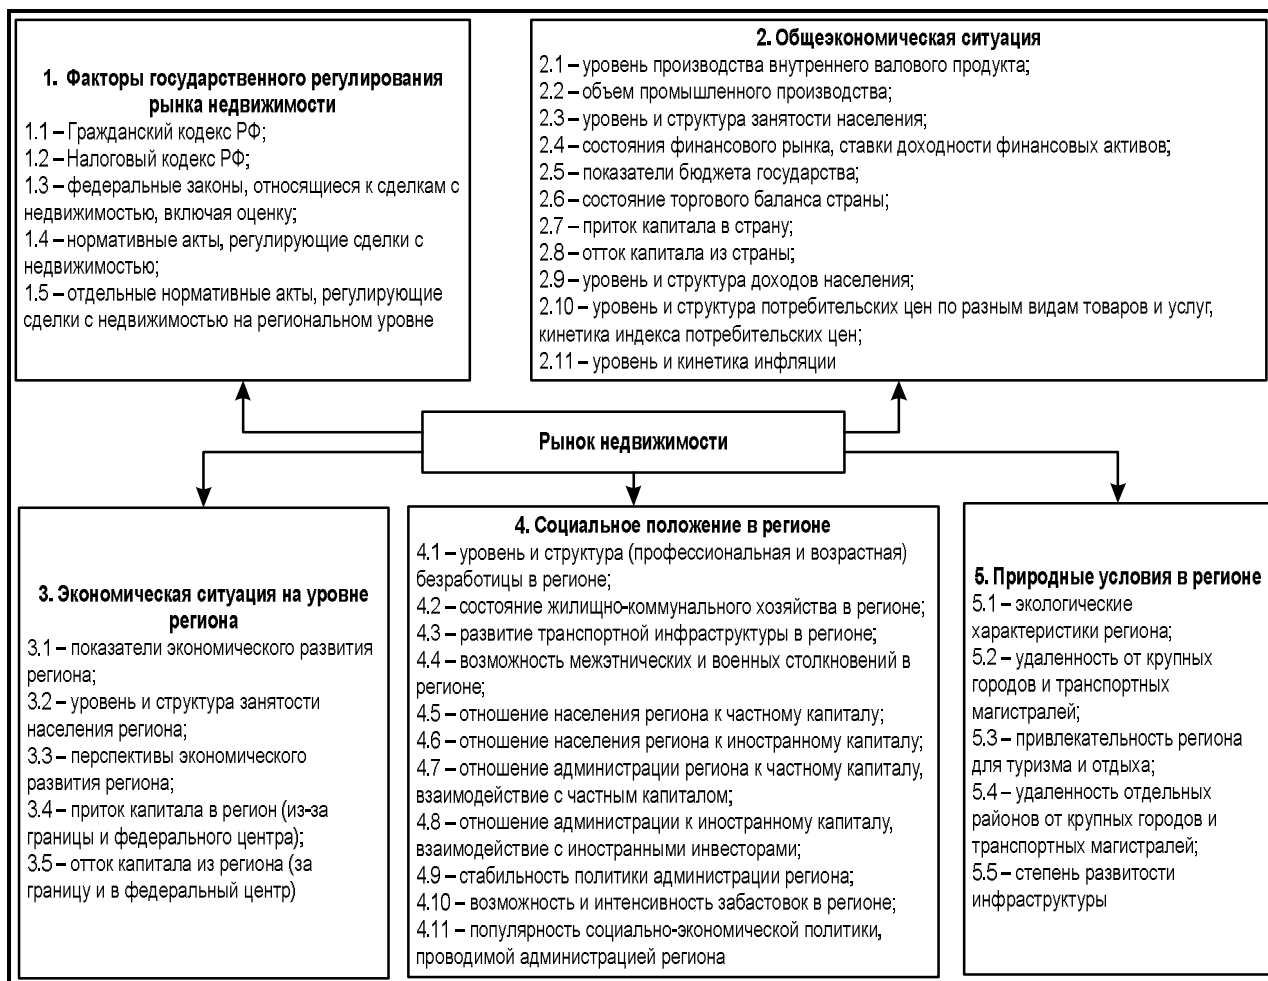 1. Факторы государственного регулирования
рынка недвижимости
1.1 – Гражданский кодекс РФ;
1.2 – Налоговый кодекс РФ;
1.3 – федеральные законы, относящиеся к сделкам с
недвижимостью, включая оценку;
1.4 – нормативные акты, регулирующие сделки с
недвижимостью;
1.5 – отдельные нормативные акты, регулирующие
сделки с недвижимостью на региональном уровне
2. Общеэкономическая ситуация
2.1 – уровень производства внутреннего валового продукта;
2.2 – объем промышленного производства;
2.3 – уровень и структура занятости населения;
2.4 – состояния финансового рынка, ставки доходности финансовых активов;
2.5 – показатели бюджета государства;
2.6 – состояние торгового баланса страны;
2.7 – приток капитала в страну;
2.8 – отток капитала из страны;
2.9 – уровень и структура доходов населения;
2.10 – уровень и структура потребительских цен по разным видам товаров и услуг,
кинетика индекса потребительских цен;
2.11 – уровень и кинетика инфляции
Рынок недвижимости
3. Экономическая ситуация на уровне
региона
3.1 – показатели экономического развития
региона;
3.2 – уровень и структура занятости
населения региона;
3.3 – перспективы экономического
развития региона;
3.4 – приток капитала в регион (из-за
границы и федерального центра);
3.5 – отток капитала из региона (за
границу и в федеральный центр)
4. Социальное положение в регионе
4.1 – уровень и структура (профессиональная и возрастная)
безработицы в регионе;
4.2 – состояние жилищно-коммунального хозяйства в регионе;
4.3 – развитие транспортной инфраструктуры в регионе;
4.4 – возможность межэтнических и военных столкновений в
регионе;
4.5 – отношение населения региона к частному капиталу;
4.6 – отношение населения региона к иностранному капиталу;
4.7 – отношение администрации региона к частному капиталу,
взаимодействие с частным капиталом;
4.8 – отношение администрации к иностранному капиталу,
взаимодействие с иностранными инвесторами;
4.9 – стабильность политики администрации региона;
4.10 – возможность и интенсивность забастовок в регионе;
4.11 – популярность социально-экономической политики,
проводимой администрацией региона
5. Природные условия в регионе
5.1 – экологические
характеристики региона;
5.2 – удаленность от крупных
городов и транспортных
магистралей;
5.3 – привлекательность региона
для туризма и отдыха;
5.4 – удаленность отдельных
районов от крупных городов и
транспортных магистралей;
5.5 – степень развитости
инфраструктуры